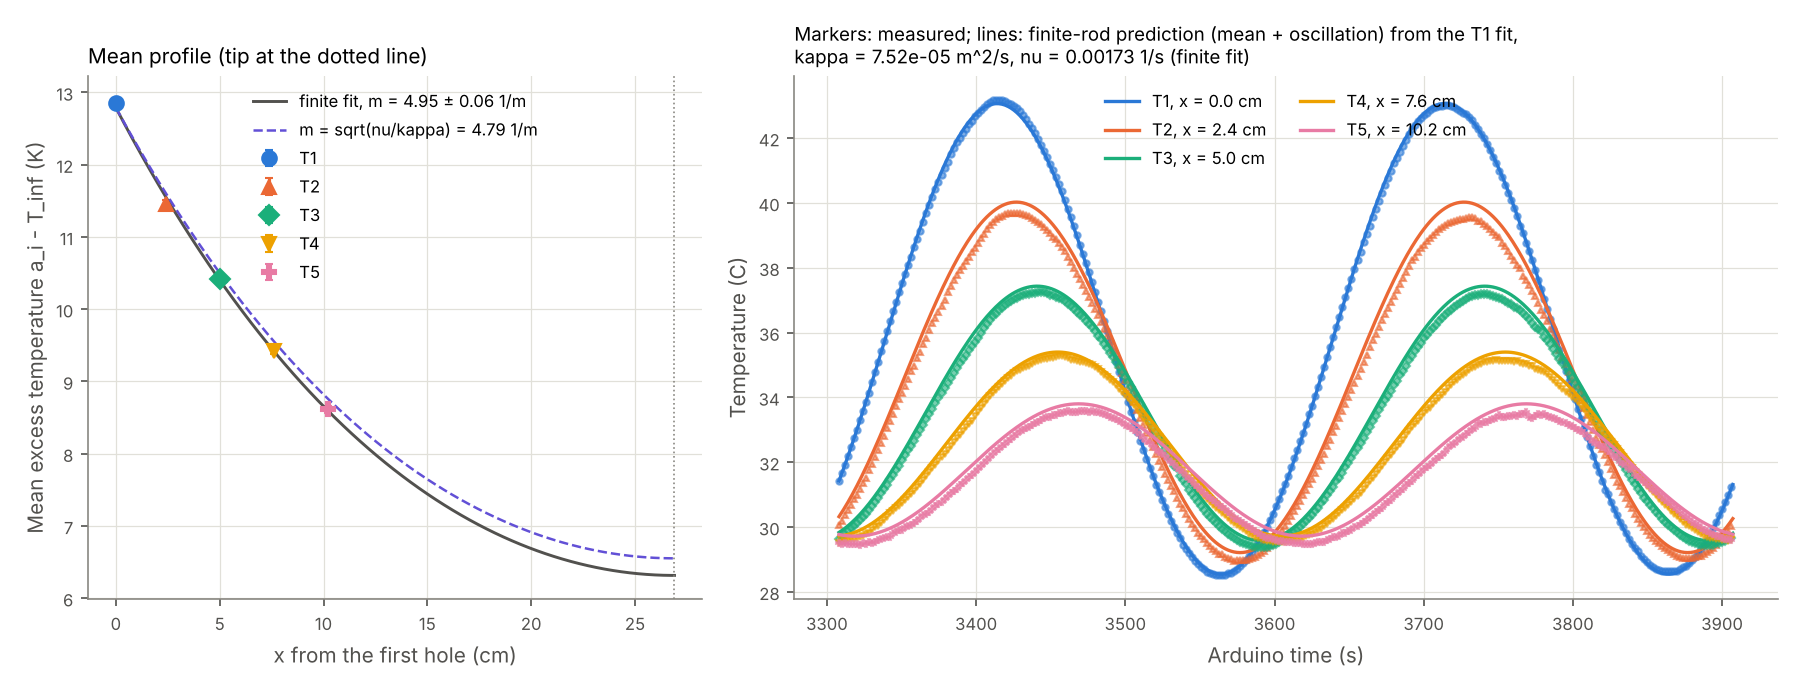 Mean profile (tip at the dotted line)
Mean excess temperature a_i - T_inf (K)
13
12
11
10
9
8
7
6
finite fit, m = 4.95 ± 0.06 1/m
m = sqrt(nu/kappa) = 4.79 1/m
T1
T2
T3
T4
T5
0
5
10
15
20
25
x from the first hole (cm)
Markers: measured; lines: finite-rod prediction (mean + oscillation) from the T1 fit,
kappa = 7.52e-05 m^2/s, nu = 0.00173 1/s (finite fit)
Temperature (C)
42
40
38
36
34
32
30
28
T1, x = 0.0 cm
T2, x = 2.4 cm
T3, x = 5.0 cm
T4, x = 7.6 cm
T5, x = 10.2 cm
3300
3400
3500
3600
3700
3800
3900
Arduino time (s)